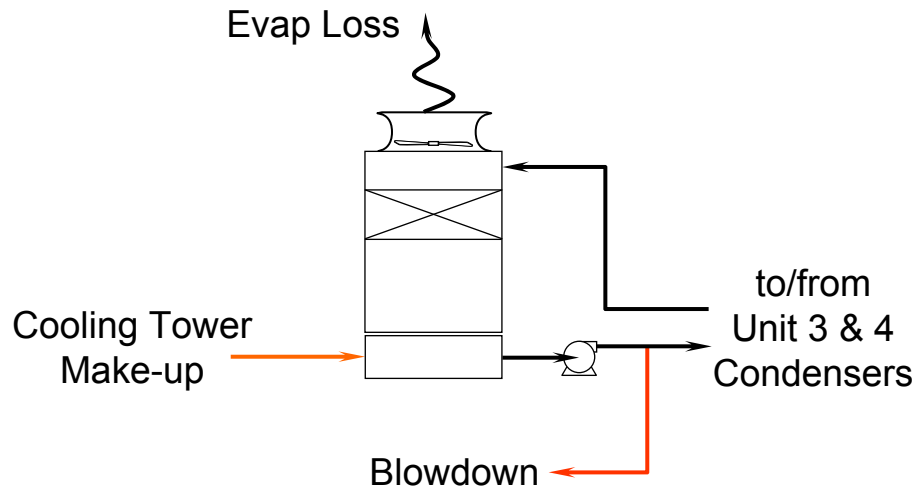 Evap Loss
to/from
Unit 3 & 4
Condensers
Cooling Tower
Make-up
Blowdown